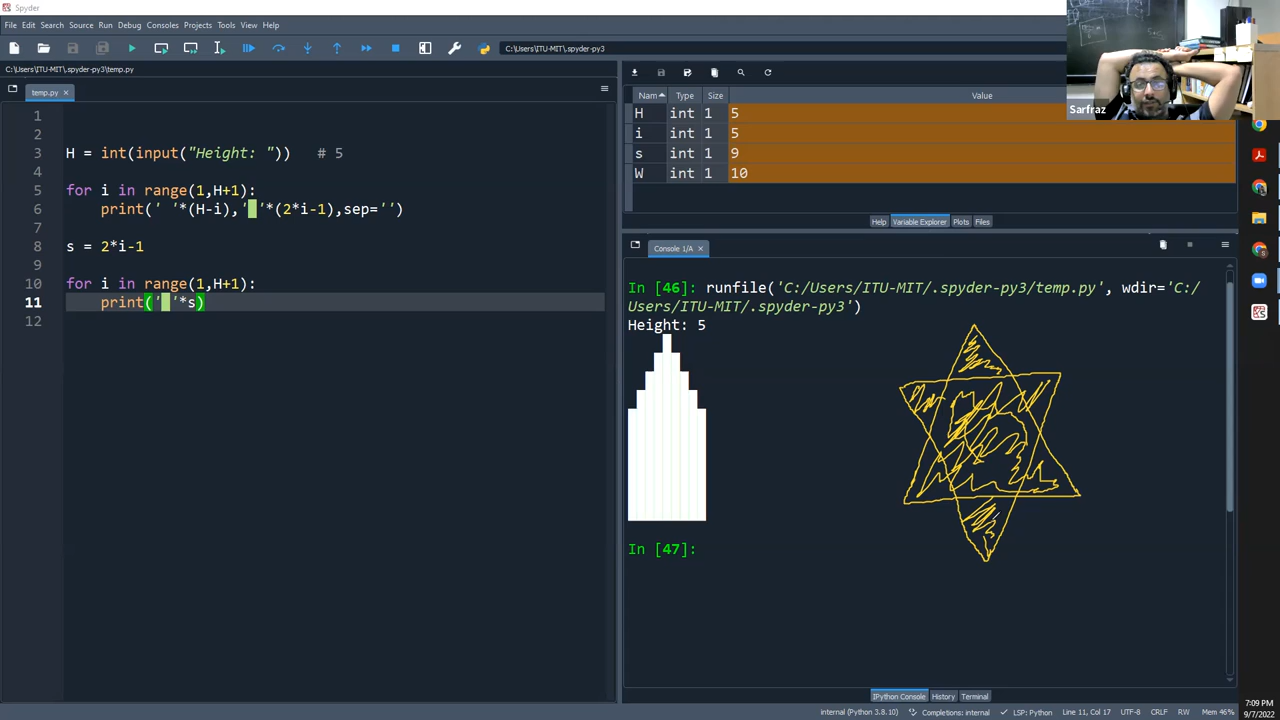 Spyder
File Edit Search Source Run Debug Consoles Projects Tools View Help
C:\Users\ITU-MIT\.spyder-py3
C:\Users\ITU-MIT\.spyder-py3\temp.py
temp.py
1
2
3 H = int(input("Height: ")) # 5
4
5 for i in range(1,H+1):
6 print(' '*(H-i),'█'*(2*i-1),sep='')
7
8 s = 2*i-1
9
10 for i in range(1,H+1):
11 print('█'*s)
12
Nam Type Size Value
H int 1 5
i int 1 5
s int 1 9
W int 1 10
Help Variable Explorer Plots Files
Console 1/A
In [46]: runfile('C:/Users/ITU-MIT/.spyder-py3/temp.py', wdir='C:/
Users/ITU-MIT/.spyder-py3')
Height: 5
In [47]:
IPython Console History Terminal
internal (Python 3.8.10) Completions: internal LSP: Python Line 11, Col 17 UTF-8 CRLF RW Mem 46%
Sarfraz
7:09 PM
9/7/2022